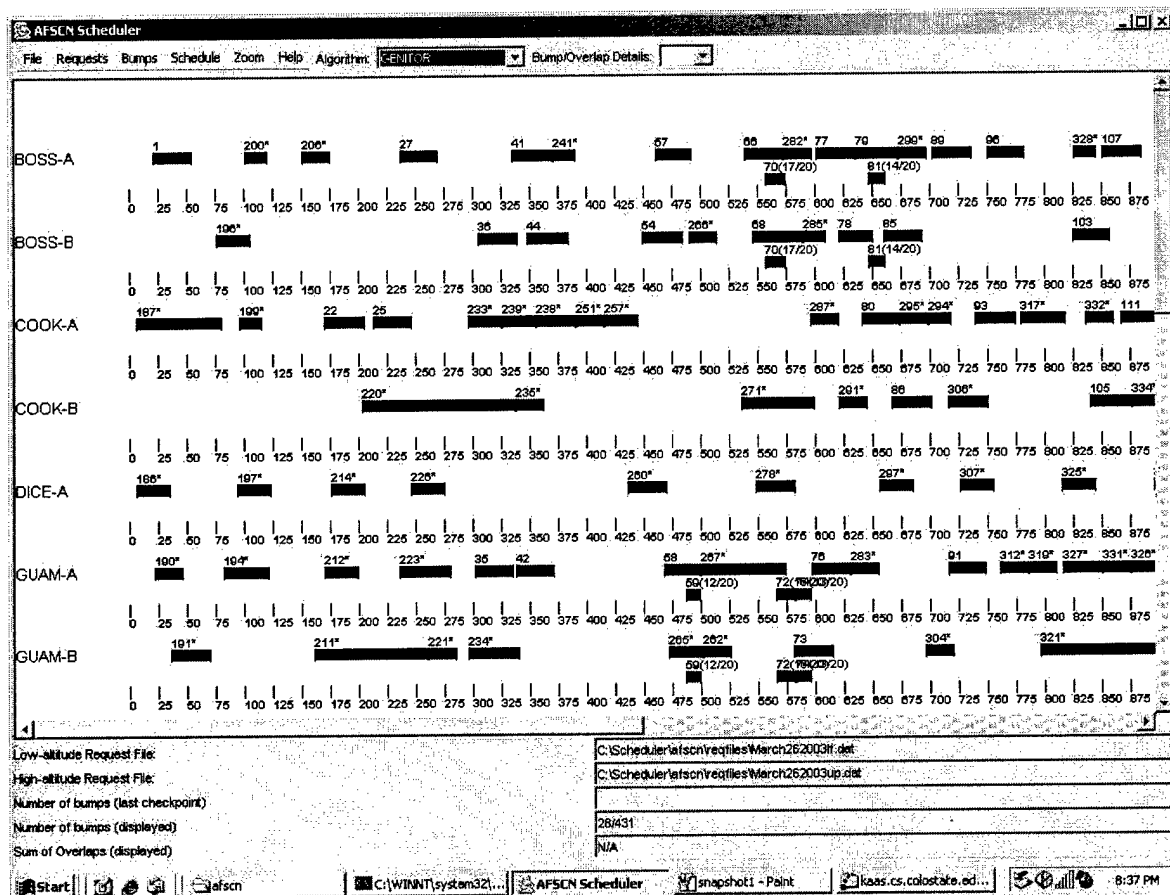 AFSCN Scheduler
File Requests Bumps Schedule Zoom Help Algorithm: GENITOR Bump/Overlap Details:
1 200* 206* 27 41 241* 57 66 282* 77 79 299* 89 96 328* 107
BOSS-A
70(17/20) 81(14/20)
0 25 50 75 100 125 150 175 200 225 250 275 300 325 350 375 400 425 450 475 500 525 550 575 600 625 650 675 700 725 750 775 800 825 850 875
196* 36 44 54 266* 68 285* 78 85 103
BOSS-B
70(17/20) 81(14/20)
0 25 50 75 100 125 150 175 200 225 250 275 300 325 350 375 400 425 450 475 500 525 550 575 600 625 650 675 700 725 750 775 800 825 850 875
187* 199* 22 25 233* 239* 238* 251* 257* 287* 80 295* 294* 93 317* 332* 111
COOK-A
0 25 50 75 100 125 150 175 200 225 250 275 300 325 350 375 400 425 450 475 500 525 550 575 600 625 650 675 700 725 750 775 800 825 850 875
220* 235* 271* 291* 86 306* 105 334*
COOK-B
0 25 50 75 100 125 150 175 200 225 250 275 300 325 350 375 400 425 450 475 500 525 550 575 600 625 650 675 700 725 750 775 800 825 850 875
186* 197* 214* 226* 260* 278* 297* 307* 325*
DICE-A
0 25 50 75 100 125 150 175 200 225 250 275 300 325 350 375 400 425 450 475 500 525 550 575 600 625 650 675 700 725 750 775 800 825 850 875
190* 194* 212* 223* 35 42 58 267* 76 283* 91 312* 319* 327* 331* 326*
GUAM-A
59(12/20)
0 25 50 75 100 125 150 175 200 225 250 275 300 325 350 375 400 425 450 475 500 525 550 575 600 625 650 675 700 725 750 775 800 825 850 875
191* 211* 221* 234* 265* 262* 73 304* 321*
GUAM-B
59(12/20)
0 25 50 75 100 125 150 175 200 225 250 275 300 325 350 375 400 425 450 475 500 525 550 575 600 625 650 675 700 725 750 775 800 825 850 875
Low-altitude Request File: C:\Scheduler\afscn\reqfiles\March262003lf.dat
High-altitude Request File: C:\Scheduler\afscn\reqfiles\March262003up.dat
Number of bumps (last checkpoint)
Number of bumps (displayed) 28/431
Sum of Overlaps (displayed) N/A
Start afscn C:\WINNT\system32\... AFSCN Scheduler snapshot1 - Paint kaas.cs.colostate.ed... 8:37 PM